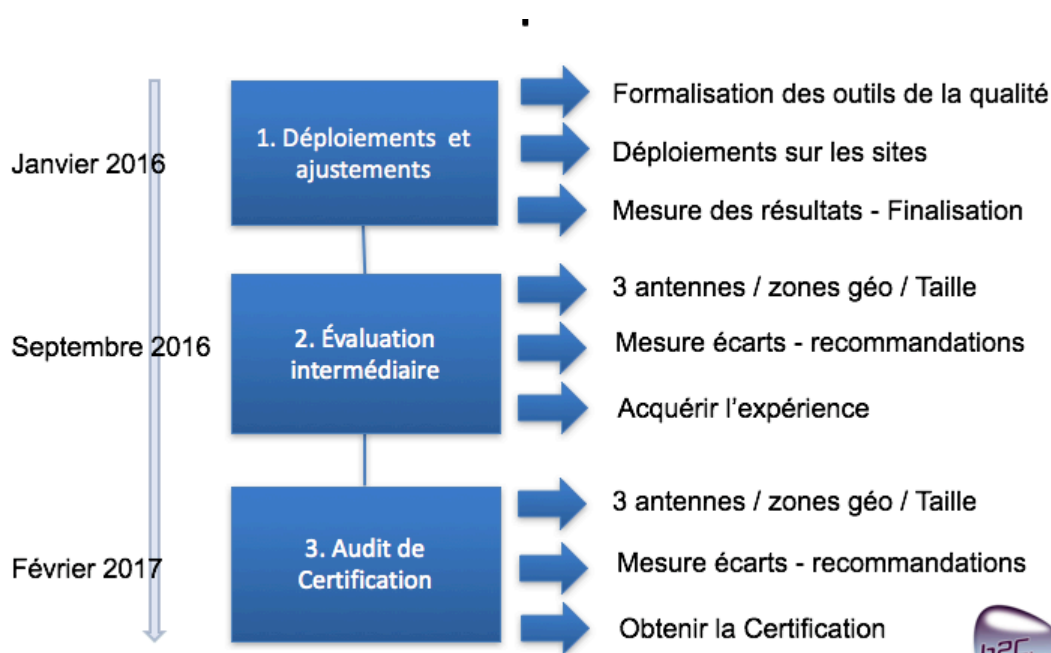 Janvier 2016
1. Déploiements et
ajustements
Formalisation des outils de la qualité
Déploiements sur les sites
Mesure des résultats - Finalisation
Septembre 2016
2. Évaluation
intermédiaire
3 antennes / zones géo / Taille
Mesure écarts - recommandations
Acquérir l’expérience
Février 2017
3. Audit de
Certification
3 antennes / zones géo / Taille
Mesure écarts - recommandations
Obtenir la Certification